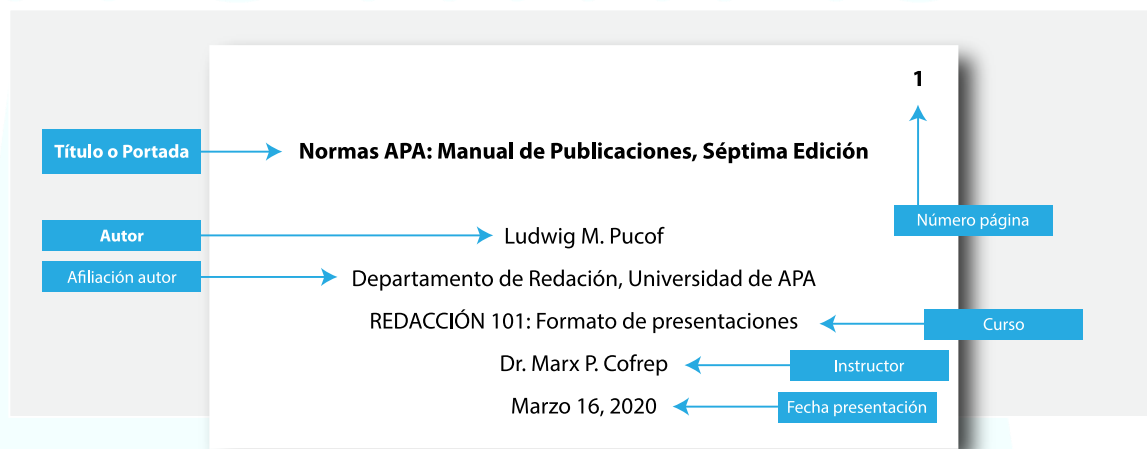 1
Título o Portada
Normas APA: Manual de Publicaciones, Séptima Edición
Número página
Autor
Ludwig M. Pucof
Afiliación autor
Departamento de Redación, Universidad de APA
REDACCIÓN 101: Formato de presentaciones
Curso
Dr. Marx P. Cofrep
Instructor
Marzo 16, 2020
Fecha presentación